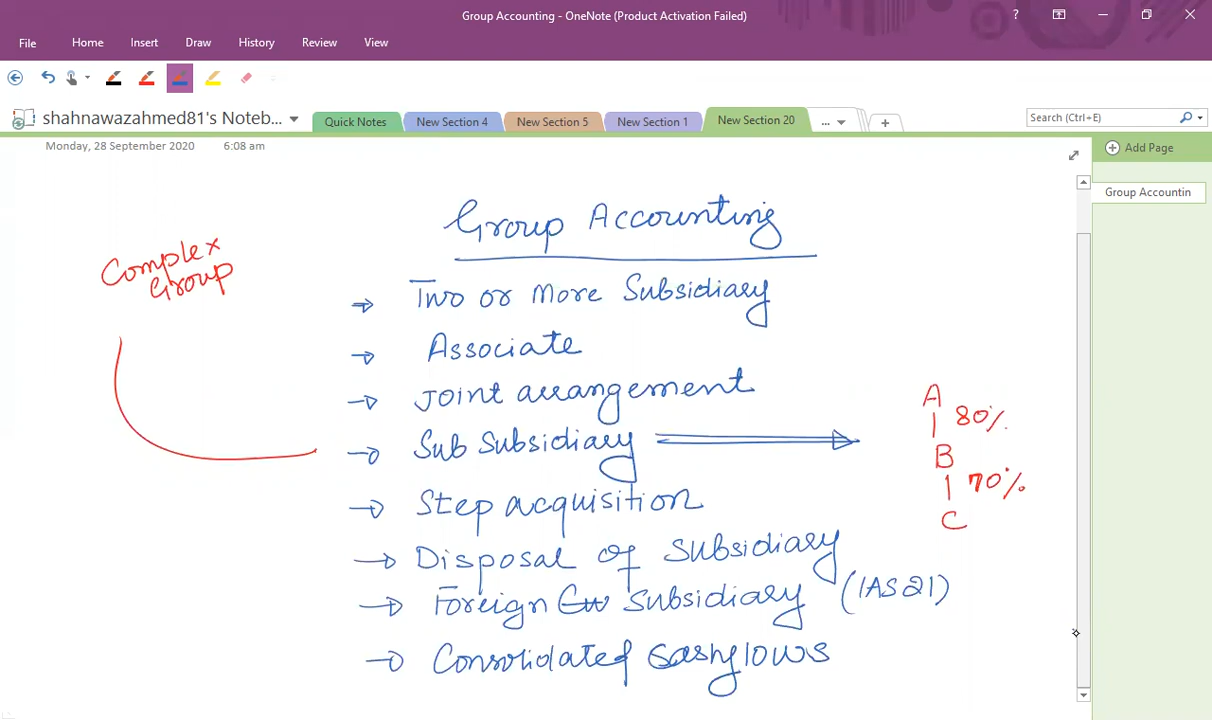 Group Accounting - OneNote (Product Activation Failed)
?
File Home Insert Draw History Review View
shahnawazahmed81's Noteb...
Quick Notes
New Section 4
New Section 5
New Section 1
New Section 20
...
Search (Ctrl+E)
Monday, 28 September 2020 6:08 am
Add Page
Group Accountin
Group Accounting
Complex
Group
→ Two or More Subsidiary
→ Associate
→ Joint arrangement
→ Sub Subsidiary
A
80%
B
70%
C
→ Step acquisition
→ Disposal of Subsidiary
→ Foreign Subsidiary (IAS21)
→ Consolidated Cashflows